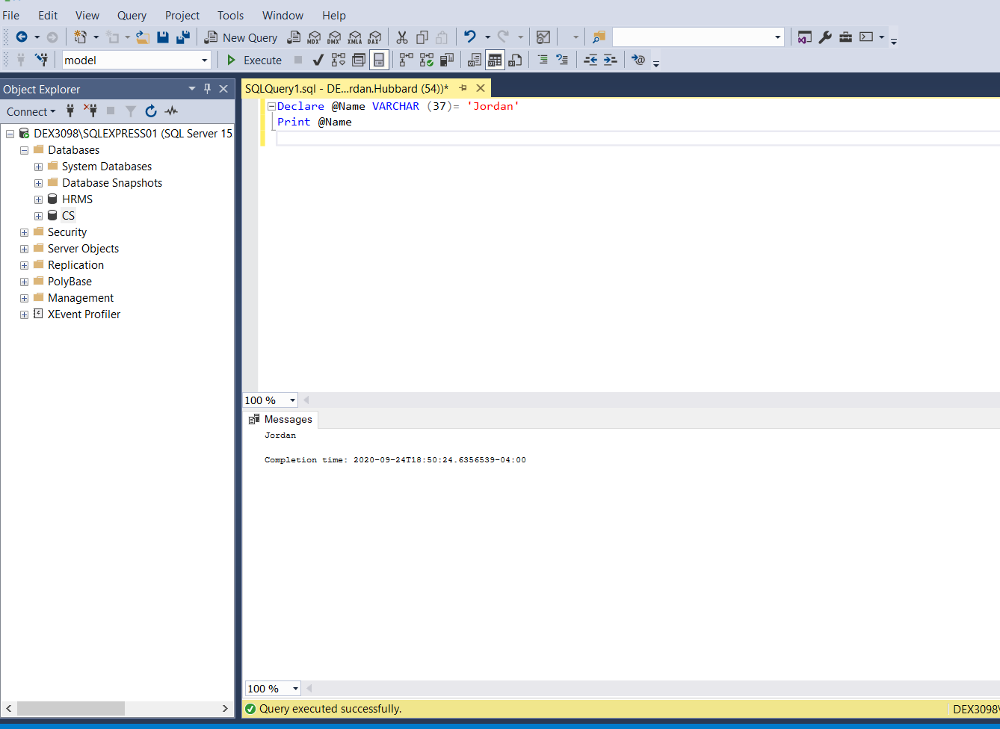 File Edit View Query Project Tools Window Help
New Query MDX DMX XMLA DAX
model Execute
Object Explorer
Connect
DEX3098\SQLEXPRESS01 (SQL Server 15
Databases
System Databases
Database Snapshots
HRMS
CS
Security
Server Objects
Replication
PolyBase
Management
XEvent Profiler
SQLQuery1.sql - DE...rdan.Hubbard (54))*
Declare @Name VARCHAR (37)= 'Jordan'
Print @Name
100 %
Messages
Jordan
Completion time: 2020-09-24T18:50:24.6356539-04:00
100 %
Query executed successfully. DEX3098\